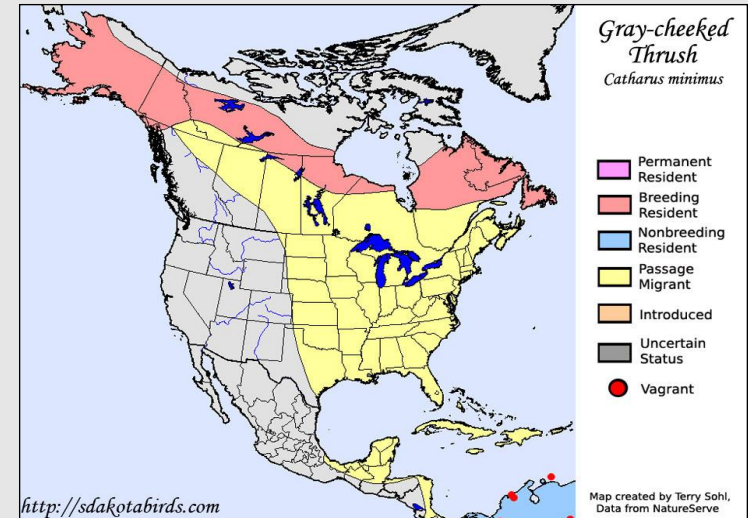 Gray-cheeked
Thrush
Catharus minimus
Permanent
Resident
Breeding
Resident
Nonbreeding
Resident
Passage
Migrant
Introduced
Uncertain
Status
Vagrant
Map created by Terry Sohl,
Data from NatureServe
http://sdakotabirds.com